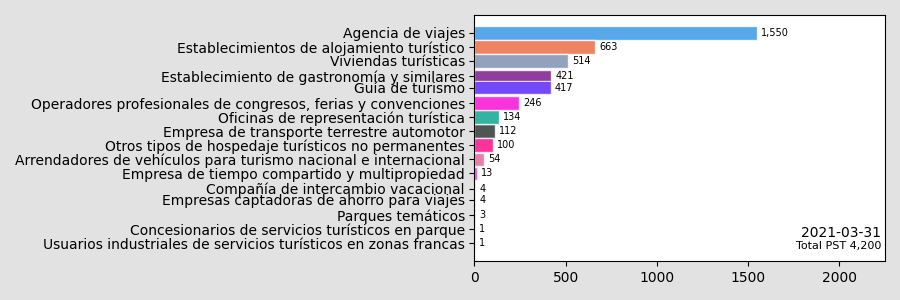 Agencia de viajes 1,550
Establecimientos de alojamiento turístico 663
Viviendas turísticas 514
Establecimiento de gastronomía y similares 421
Guía de turismo 417
Operadores profesionales de congresos, ferias y convenciones 246
Oficinas de representación turística 134
Empresa de transporte terrestre automotor 112
Otros tipos de hospedaje turísticos no permanentes 100
Arrendadores de vehículos para turismo nacional e internacional 54
Empresa de tiempo compartido y multipropiedad 13
Compañía de intercambio vacacional 4
Empresas captadoras de ahorro para viajes 4
Parques temáticos 3
Concesionarios de servicios turísticos en parque 1
2021-03-31
Usuarios industriales de servicios turísticos en zonas francas 1
Total PST 4,200
0 500 1000 1500 2000